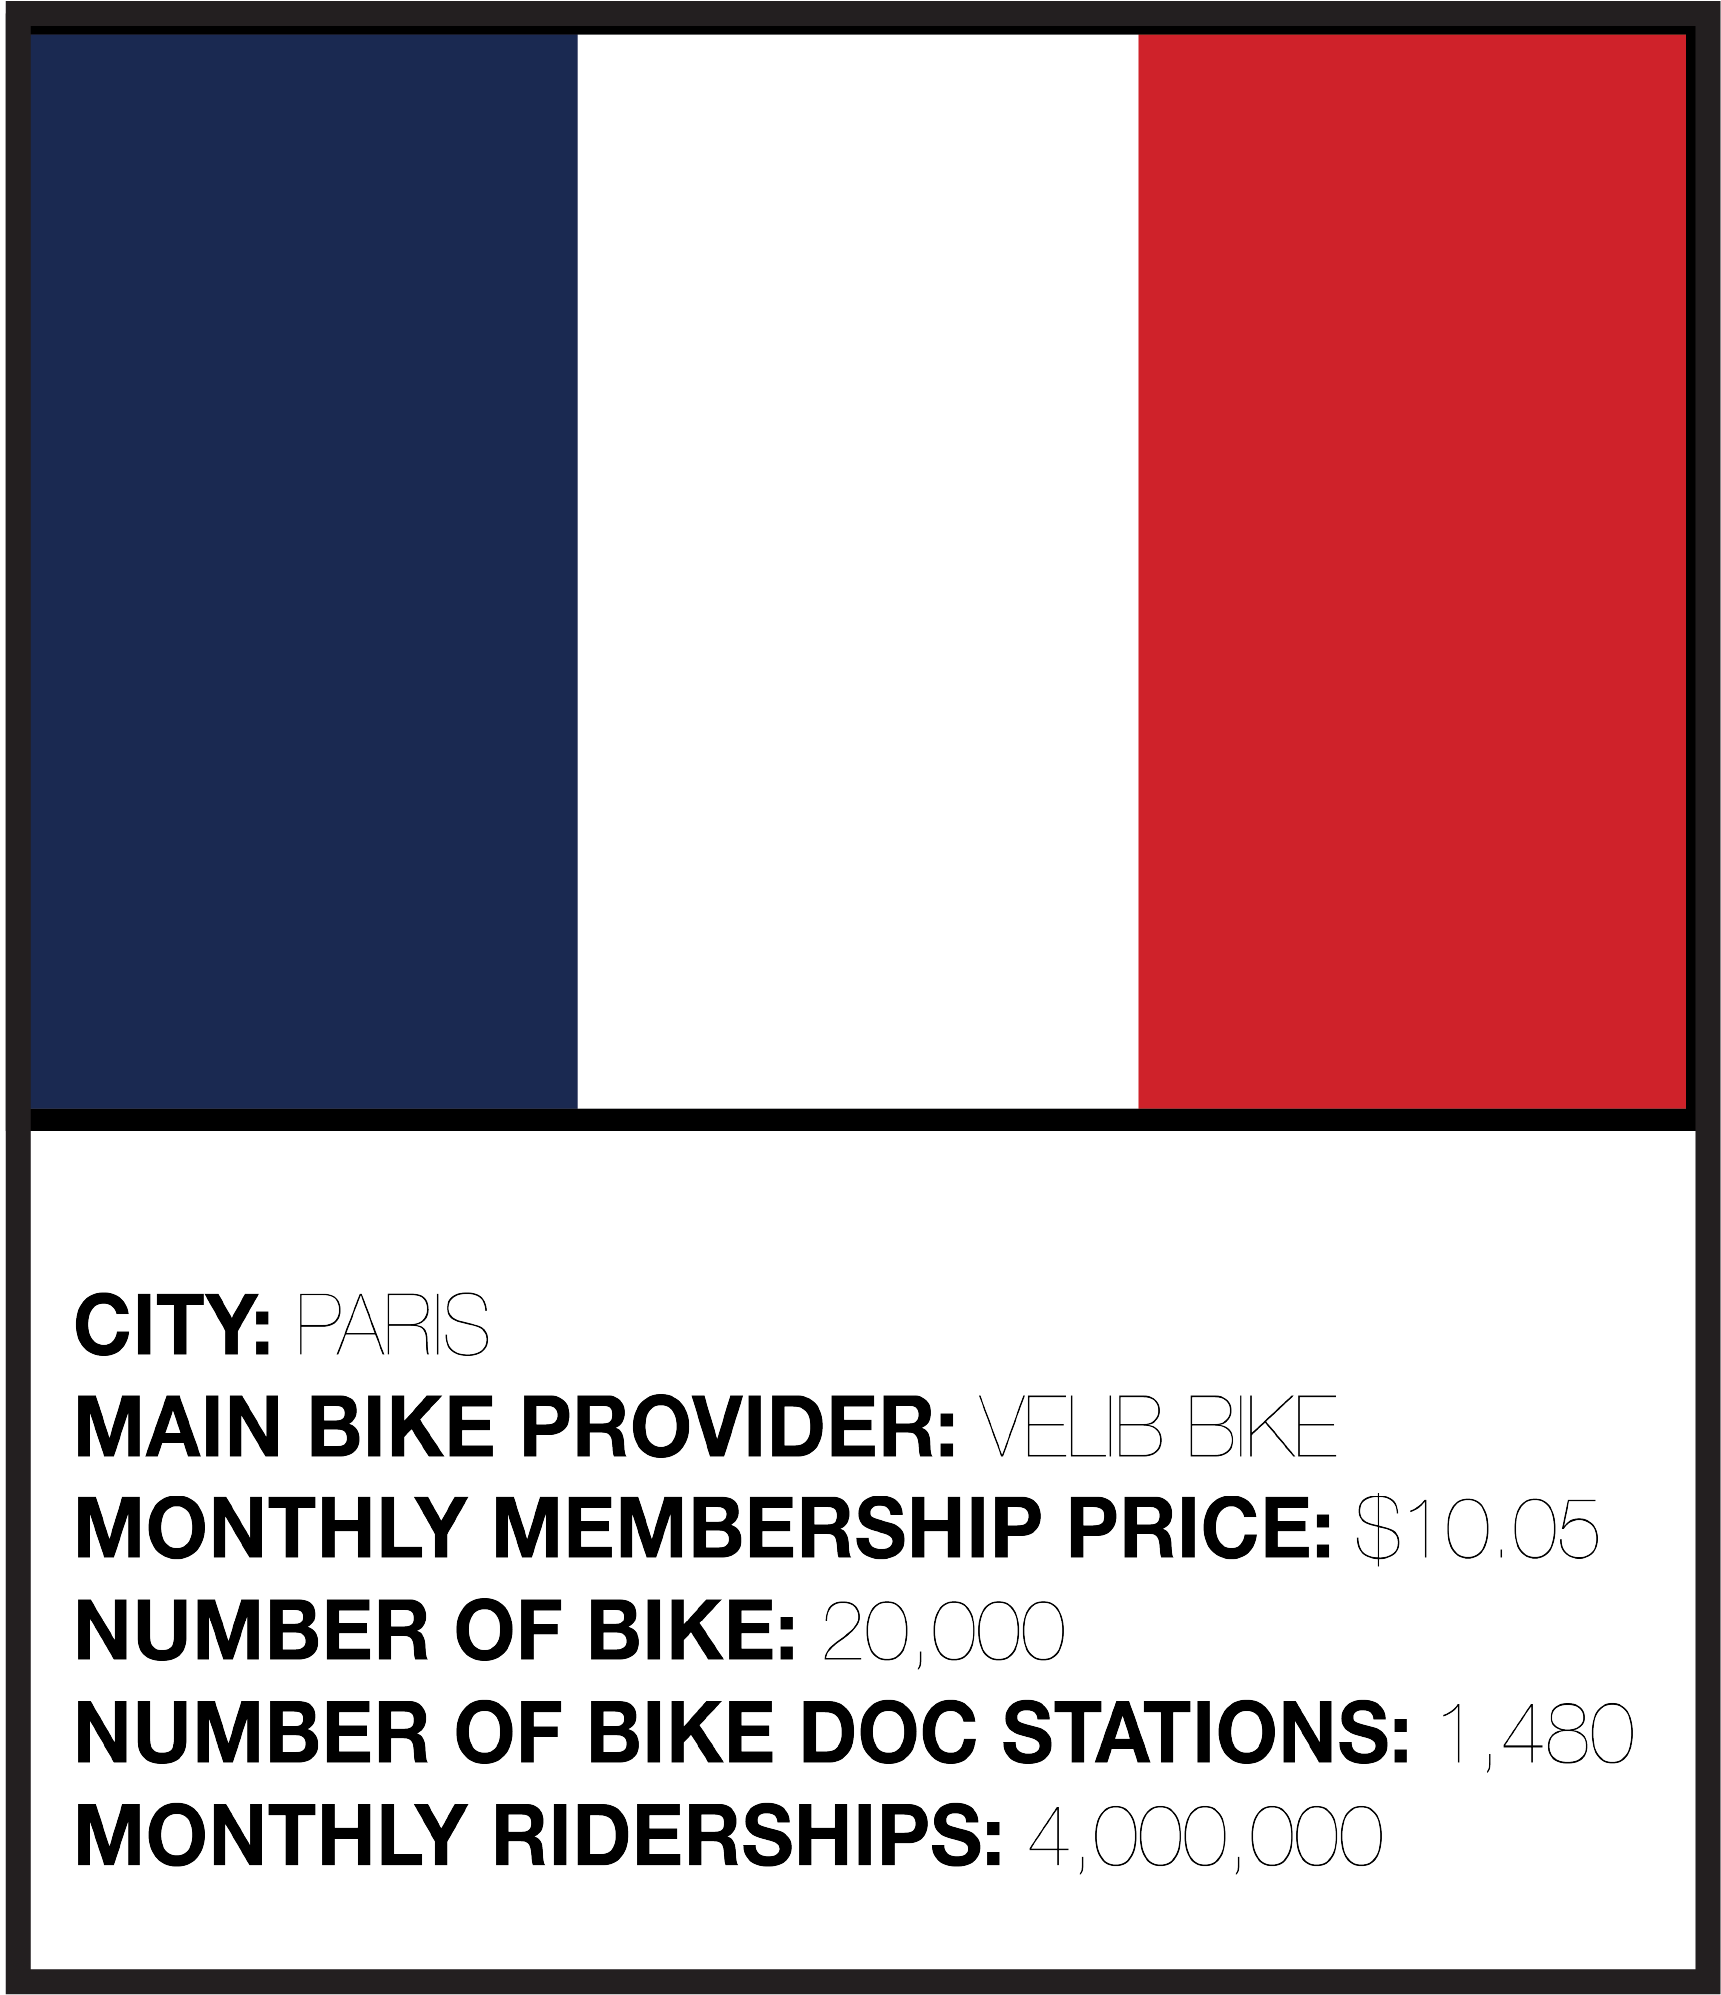 CITY: PARIS
MAIN BIKE PROVIDER: VELIB BIKE
MONTHLY MEMBERSHIP PRICE: $10.05
NUMBER OF BIKE: 20,000
NUMBER OF BIKE DOC STATIONS: 1,480
MONTHLY RIDERSHIPS: 4,000,000